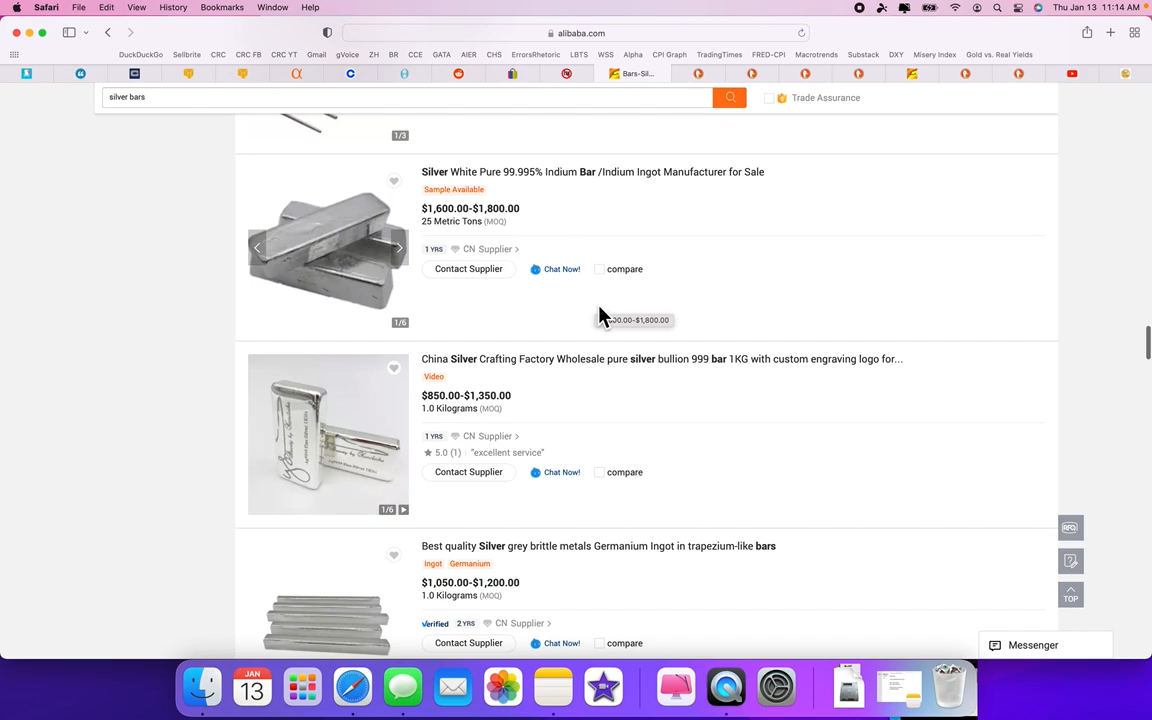 Safari File Edit View History Bookmarks Window Help Thu Jan 13 11:14 AM
alibaba.com
DuckDuckGo Sellbrite CRC CRC FB CRC YT Gmail gVoice ZH BR CCE GATA AIER CHS ErrorsRhetoric LBTS WSS Alpha CPI Graph TradingTimes FRED-CPI Macrotrends Substack DXY Misery Index Gold vs. Real Yields
Bars-Sil...
silver bars
Trade Assurance
1/3
Silver White Pure 99.995% Indium Bar /Indium Ingot Manufacturer for Sale
Sample Available
$1,600.00-$1,800.00
25 Metric Tons (MOQ)
1 YRS CN Supplier >
Contact Supplier Chat Now! compare
00.00-$1,800.00
1/6
China Silver Crafting Factory Wholesale pure silver bullion 999 bar 1KG with custom engraving logo for...
Video
$850.00-$1,350.00
1.0 Kilograms (MOQ)
1 YRS CN Supplier >
5.0 (1) "excellent service"
Contact Supplier Chat Now! compare
1/6
RFQ
Best quality Silver grey brittle metals Germanium Ingot in trapezium-like bars
Ingot Germanium
$1,050.00-$1,200.00
1.0 Kilograms (MOQ)
TOP
Verified 2 YRS CN Supplier >
Contact Supplier Chat Now! compare
Messenger
JAN
13